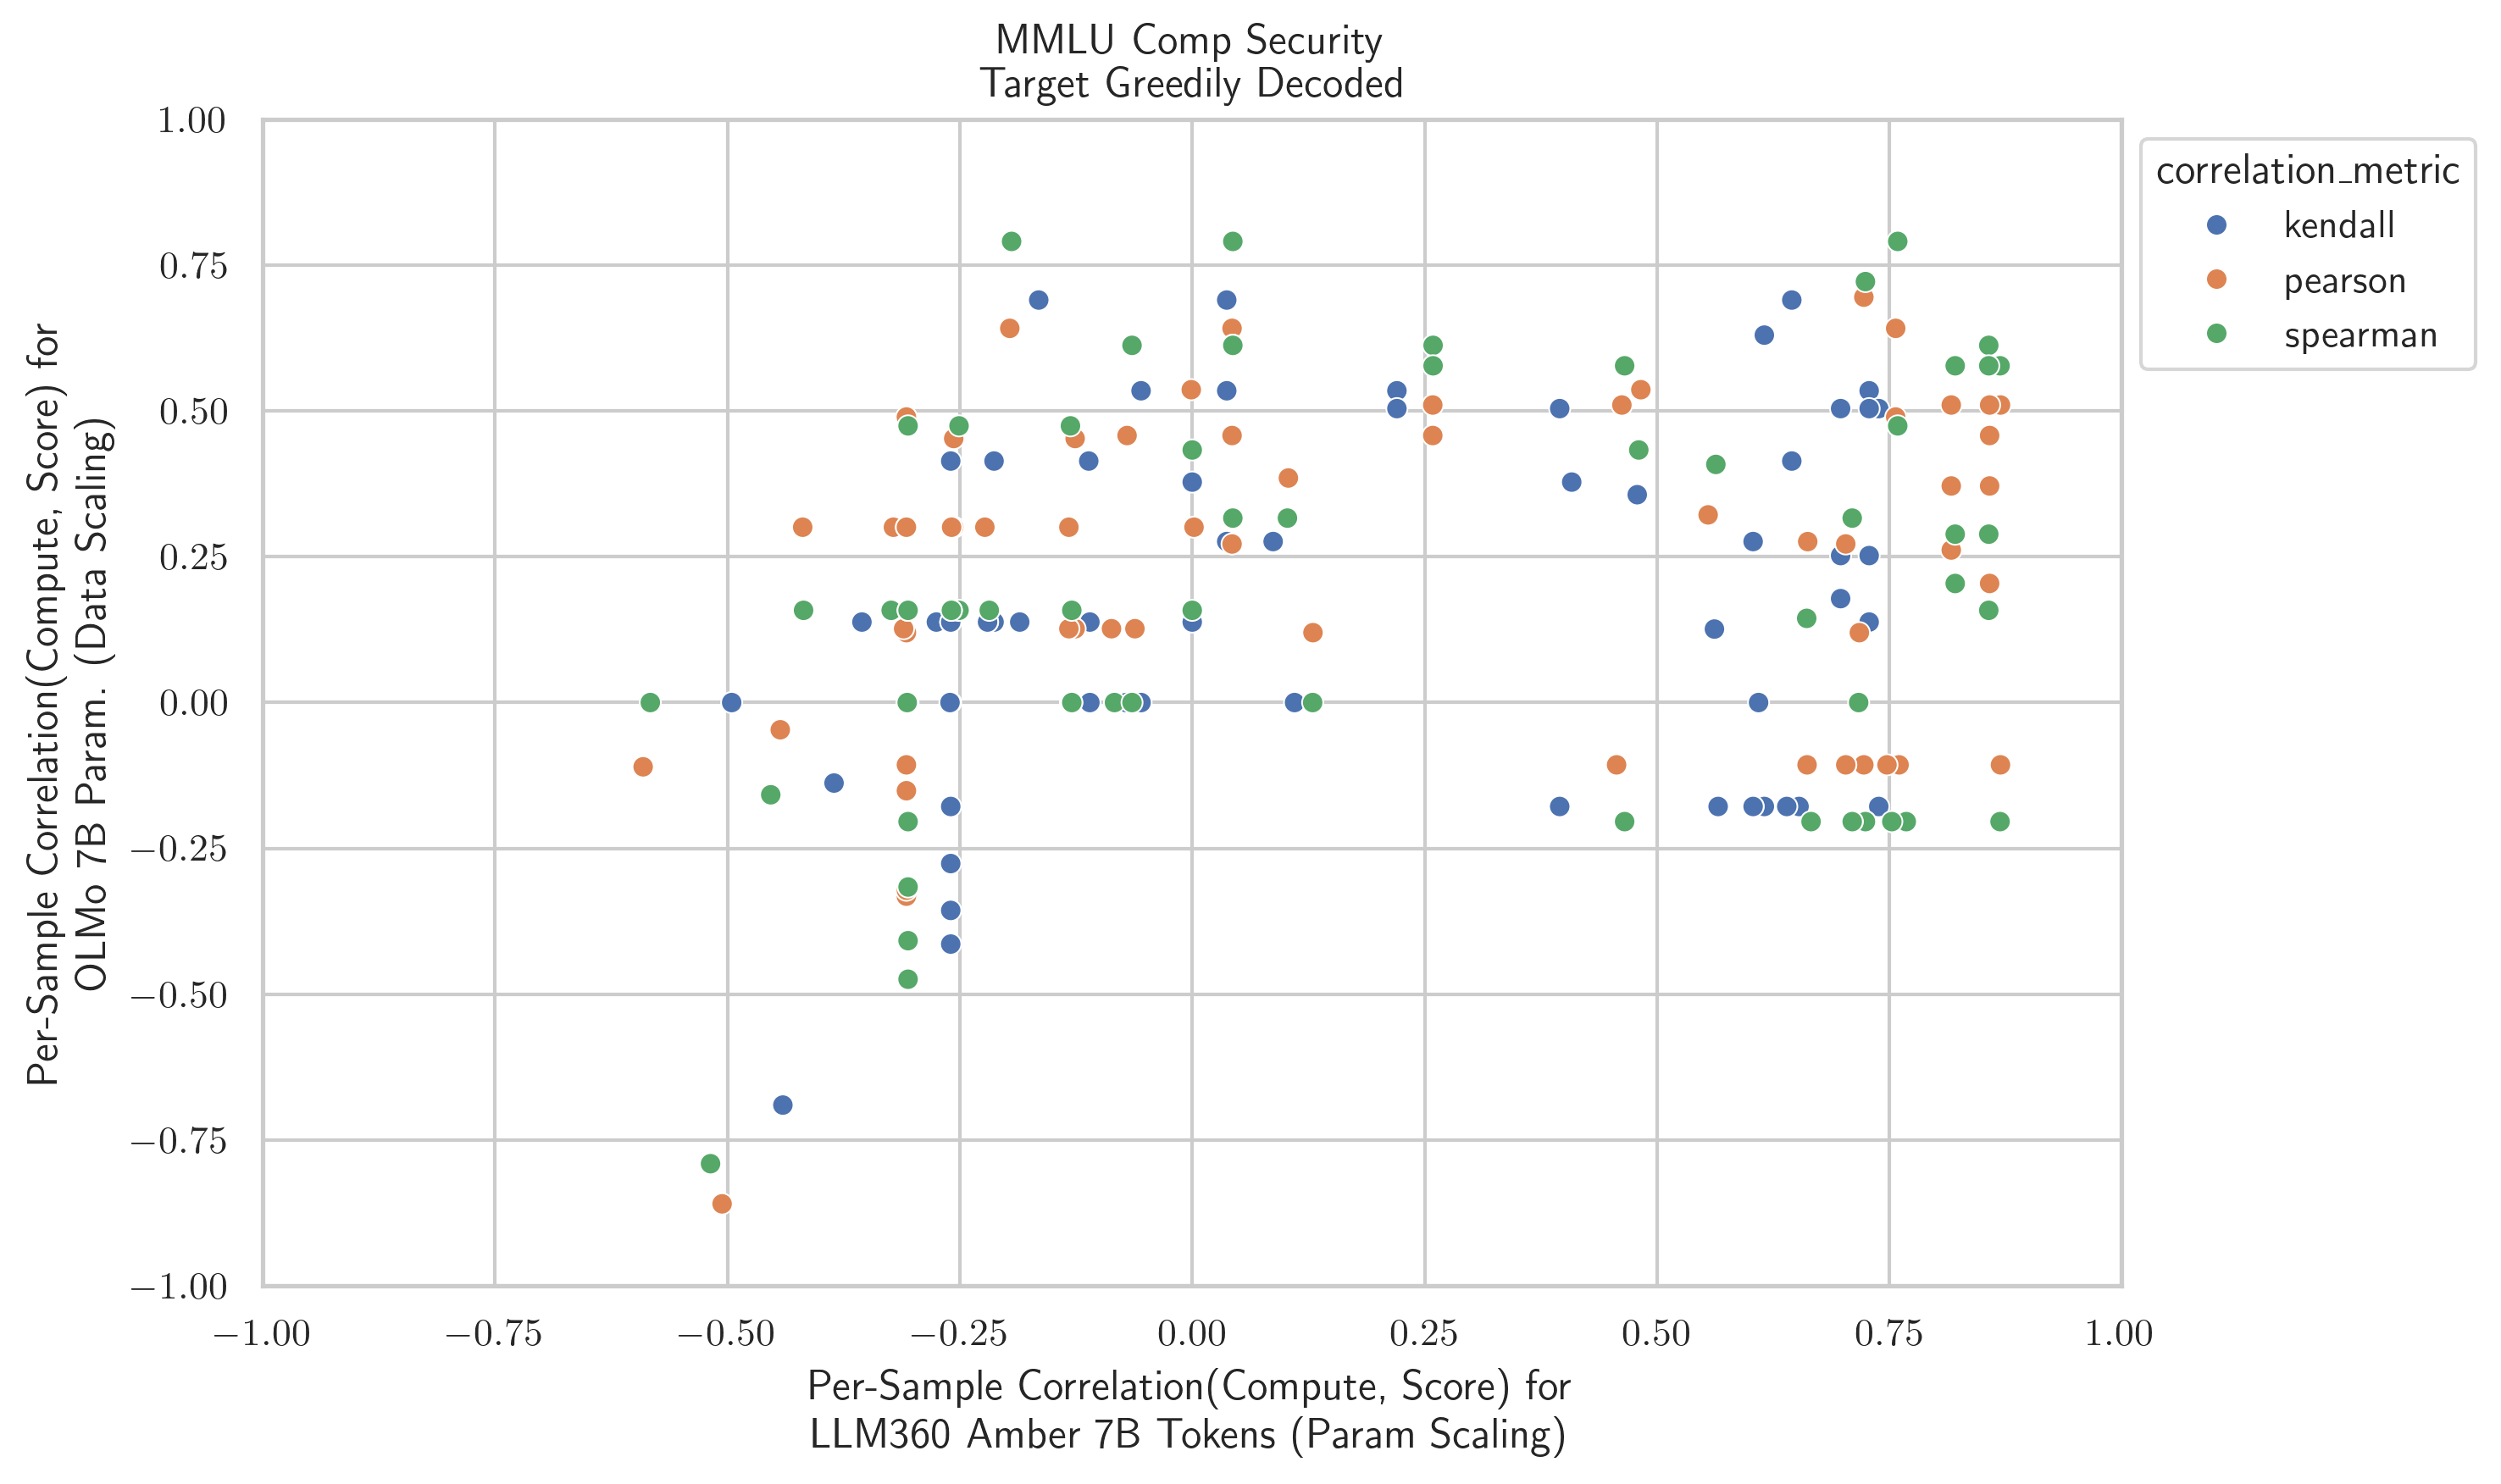 MMLU Comp Security
Target Greedily Decoded
Per-Sample Correlation(Compute, Score) for
OLMo 7B Param. (Data Scaling)
1.00
0.75
0.50
0.25
0.00
−0.25
−0.50
−0.75
−1.00
−1.00 −0.75 −0.50 −0.25 0.00 0.25 0.50 0.75 1.00
Per-Sample Correlation(Compute, Score) for
LLM360 Amber 7B Tokens (Param Scaling)
correlation_metric
kendall
pearson
spearman